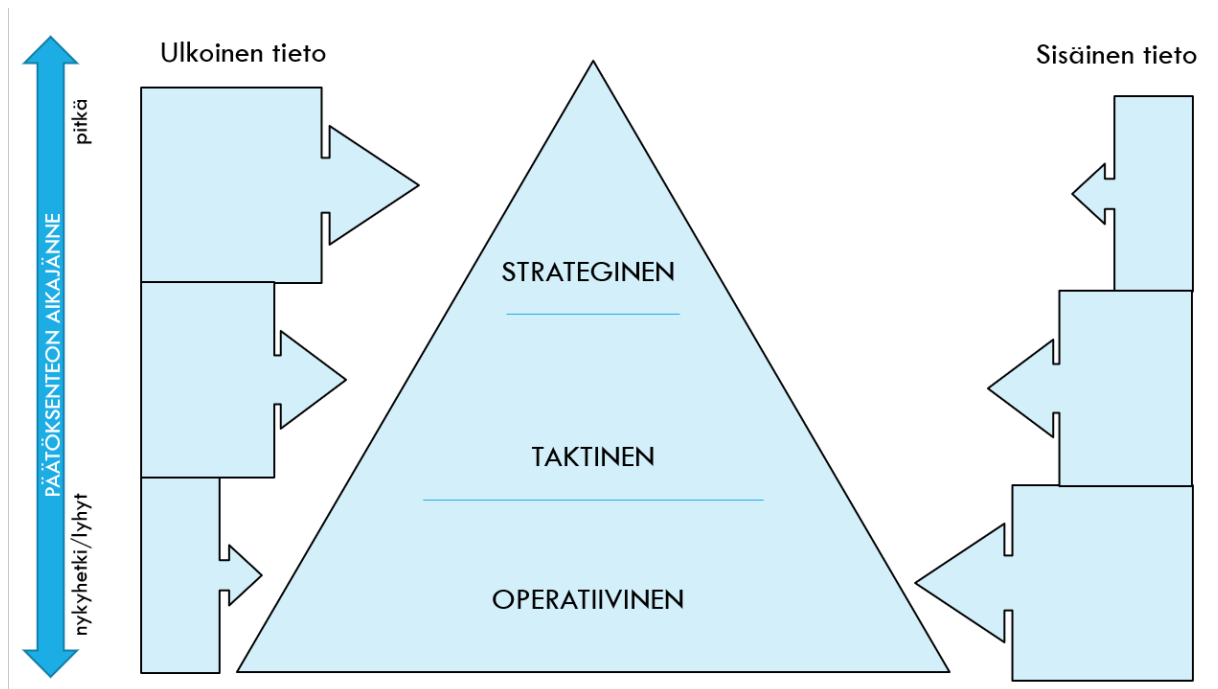 Ulkoinen tieto
Sisäinen tieto
pitkä
PÄÄTÖKSENTEON AIKAJÄNNE
nykyhetki/lyhyt
STRATEGINEN
TAKTINEN
OPERATIIVINEN